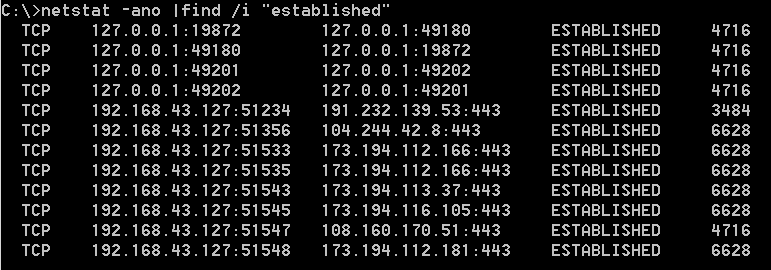 C:\>netstat -ano |find /i "established"
TCP 127.0.0.1:19872 127.0.0.1:49180 ESTABLISHED 4716
TCP 127.0.0.1:49180 127.0.0.1:19872 ESTABLISHED 4716
TCP 127.0.0.1:49201 127.0.0.1:49202 ESTABLISHED 4716
TCP 127.0.0.1:49202 127.0.0.1:49201 ESTABLISHED 4716
TCP 192.168.43.127:51234 191.232.139.53:443 ESTABLISHED 3484
TCP 192.168.43.127:51356 104.244.42.8:443 ESTABLISHED 6628
TCP 192.168.43.127:51533 173.194.112.166:443 ESTABLISHED 6628
TCP 192.168.43.127:51535 173.194.112.166:443 ESTABLISHED 6628
TCP 192.168.43.127:51543 173.194.113.37:443 ESTABLISHED 6628
TCP 192.168.43.127:51545 173.194.116.105:443 ESTABLISHED 6628
TCP 192.168.43.127:51547 108.160.170.51:443 ESTABLISHED 4716
TCP 192.168.43.127:51548 173.194.112.181:443 ESTABLISHED 6628